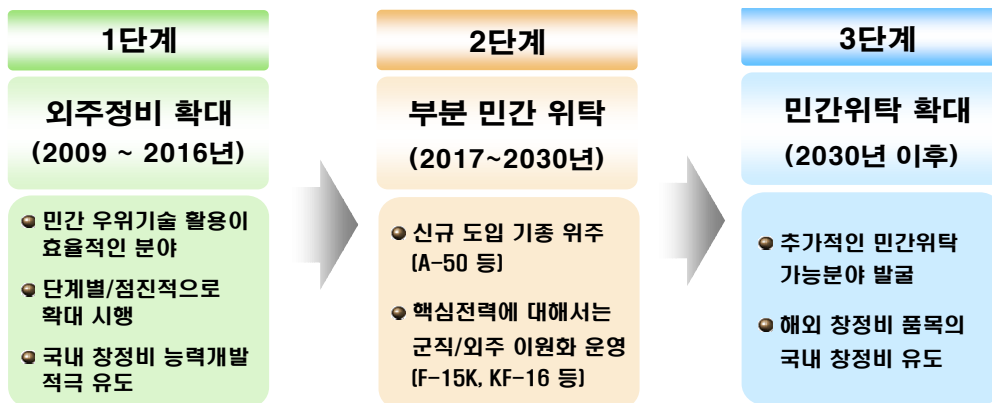 1단계
외주정비 확대
(2009 ~ 2016년)
민간 우위기술 활용이
효율적인 분야
단계별/점진적으로
확대 시행
국내 창정비 능력개발
적극 유도
2단계
부분 민간 위탁
(2017~2030년)
신규 도입 기종 위주
(A-50 등)
핵심전력에 대해서는
군직/외주 이원화 운영
(F-15K, KF-16 등)
3단계
민간위탁 확대
(2030년 이후)
추가적인 민간위탁
가능분야 발굴
해외 창정비 품목의
국내 창정비 유도